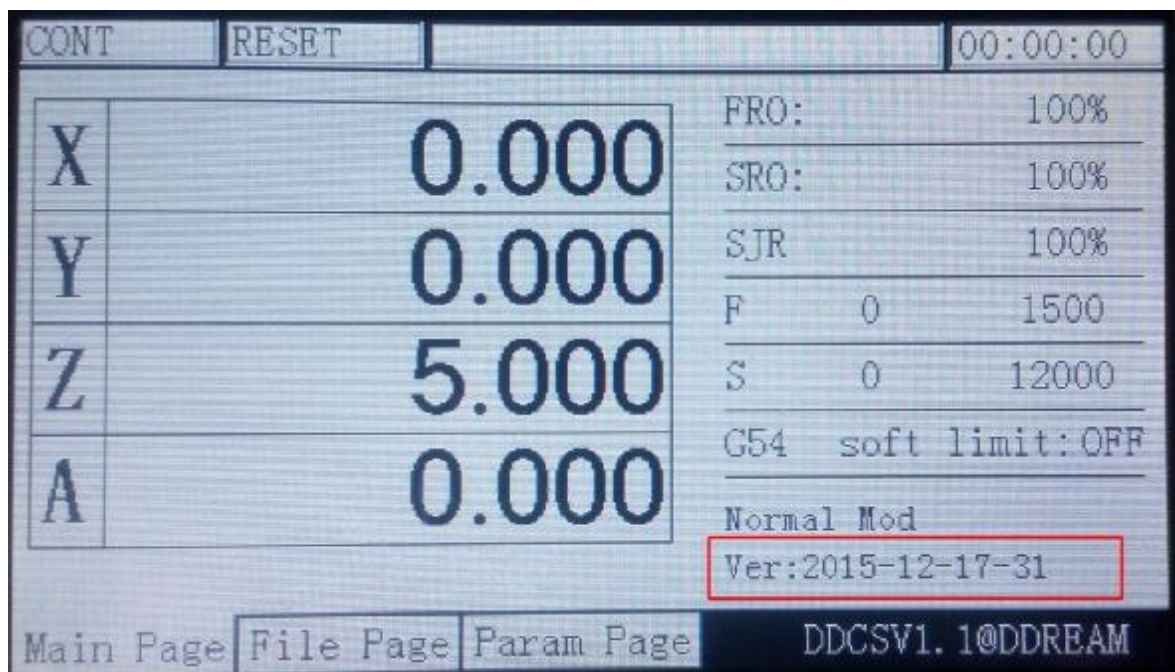 CONT RESET 00:00:00
X 0.000
Y 0.000
Z 5.000
A 0.000
FRO: 100%
SRO: 100%
SJR 100%
F 0 1500
S 0 12000
G54 soft limit:OFF
Normal Mod
Ver:2015-12-17-31
Main Page File Page Param Page DDCSV1.1@DDREAM